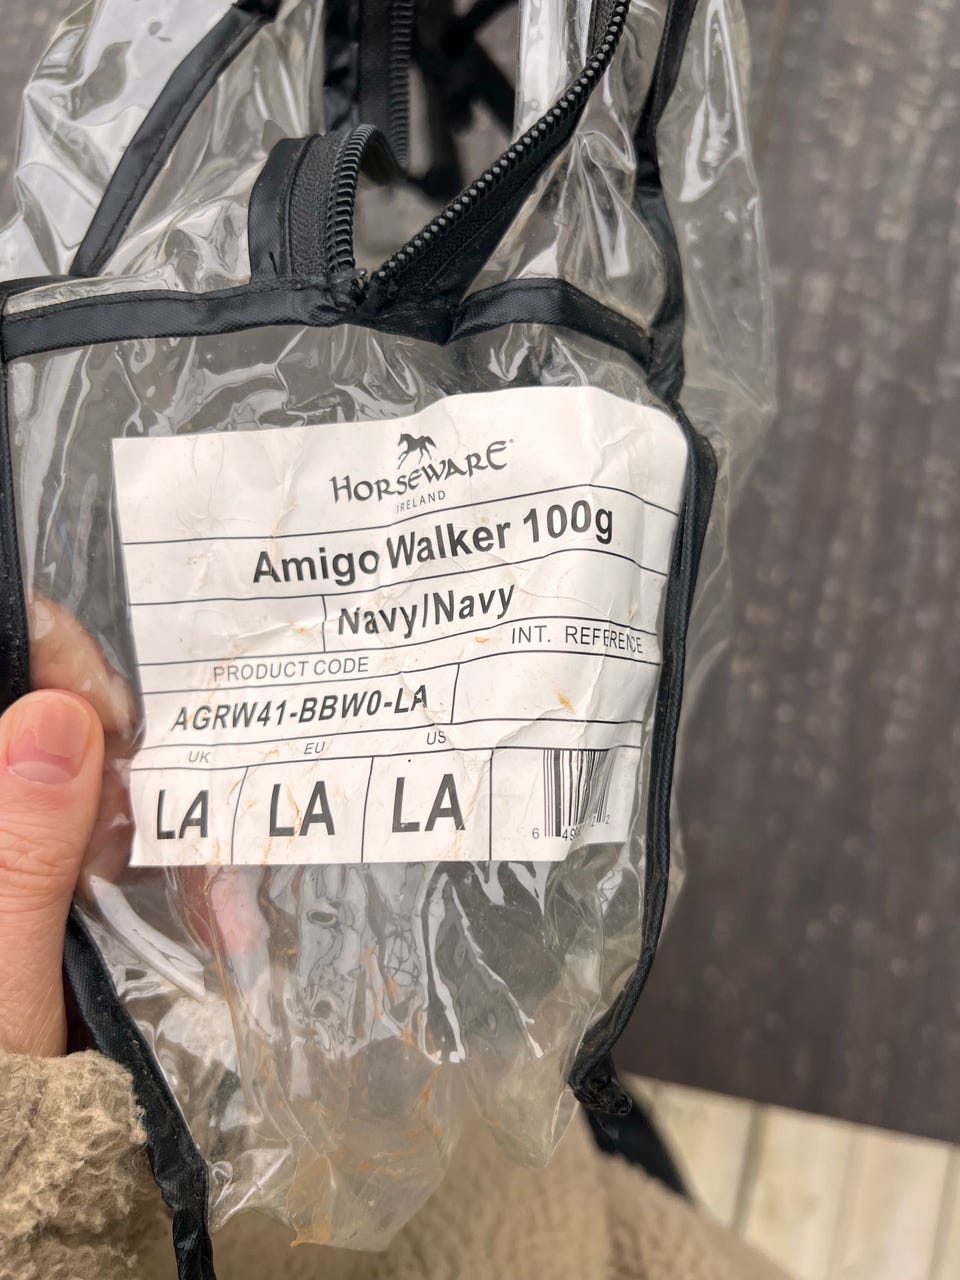 HORSEWARE®
IRELAND
Amigo Walker 100g
Navy/Navy
PRODUCT CODE INT. REFERENCE
AGRW41-BBW0-LA
UK EU US
LA LA LA
6